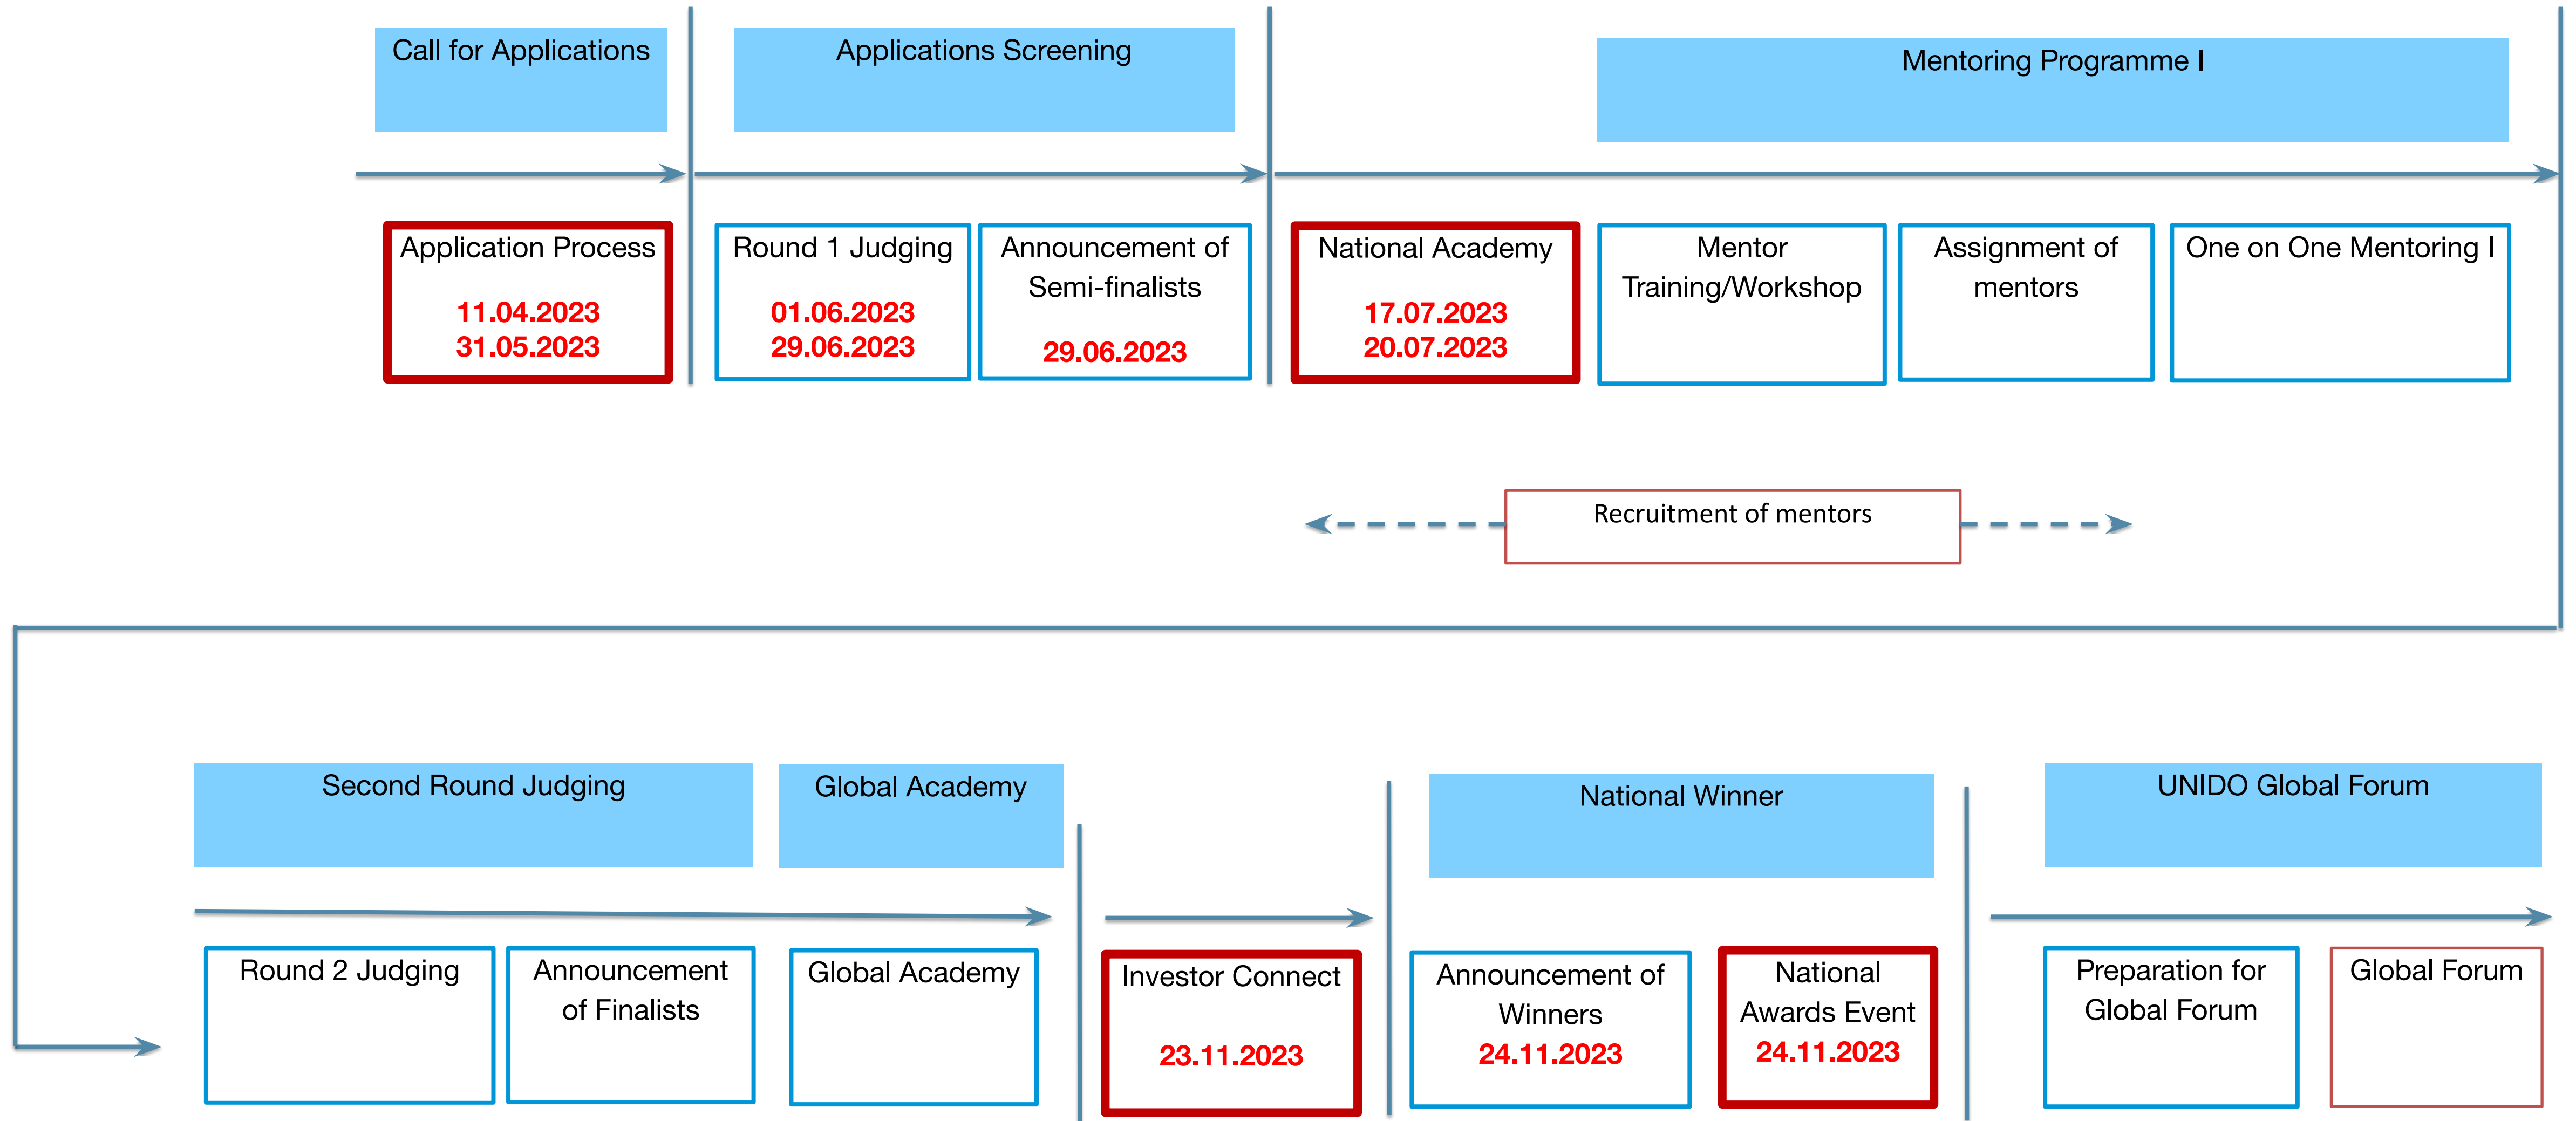 Call for Applications
Applications Screening
Mentoring Programme I
Application Process
11.04.2023
31.05.2023
Round 1 Judging
01.06.2023
29.06.2023
Announcement of
Semi-finalists
29.06.2023
National Academy
17.07.2023
20.07.2023
Mentor
Training/Workshop
Assignment of
mentors
One on One Mentoring I
Recruitment of mentors
Second Round Judging
Global Academy
National Winner
UNIDO Global Forum
Round 2 Judging
Announcement
of Finalists
Global Academy
Investor Connect
23.11.2023
Announcement of
Winners
24.11.2023
National
Awards Event
24.11.2023
Preparation for
Global Forum
Global Forum